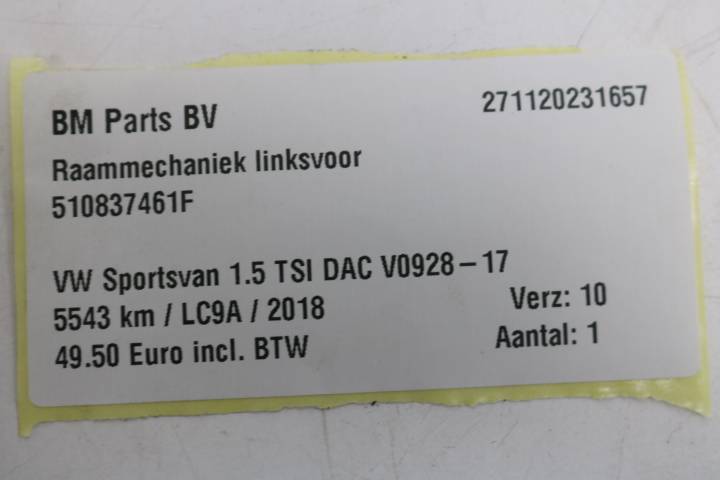 BM Parts BV 271120231657
Raammechaniek linksvoor
510837461F
VW Sportsvan 1.5 TSI DAC V0928-17
5543 km / LC9A / 2018 Verz: 10
49.50 Euro incl. BTW Aantal: 1